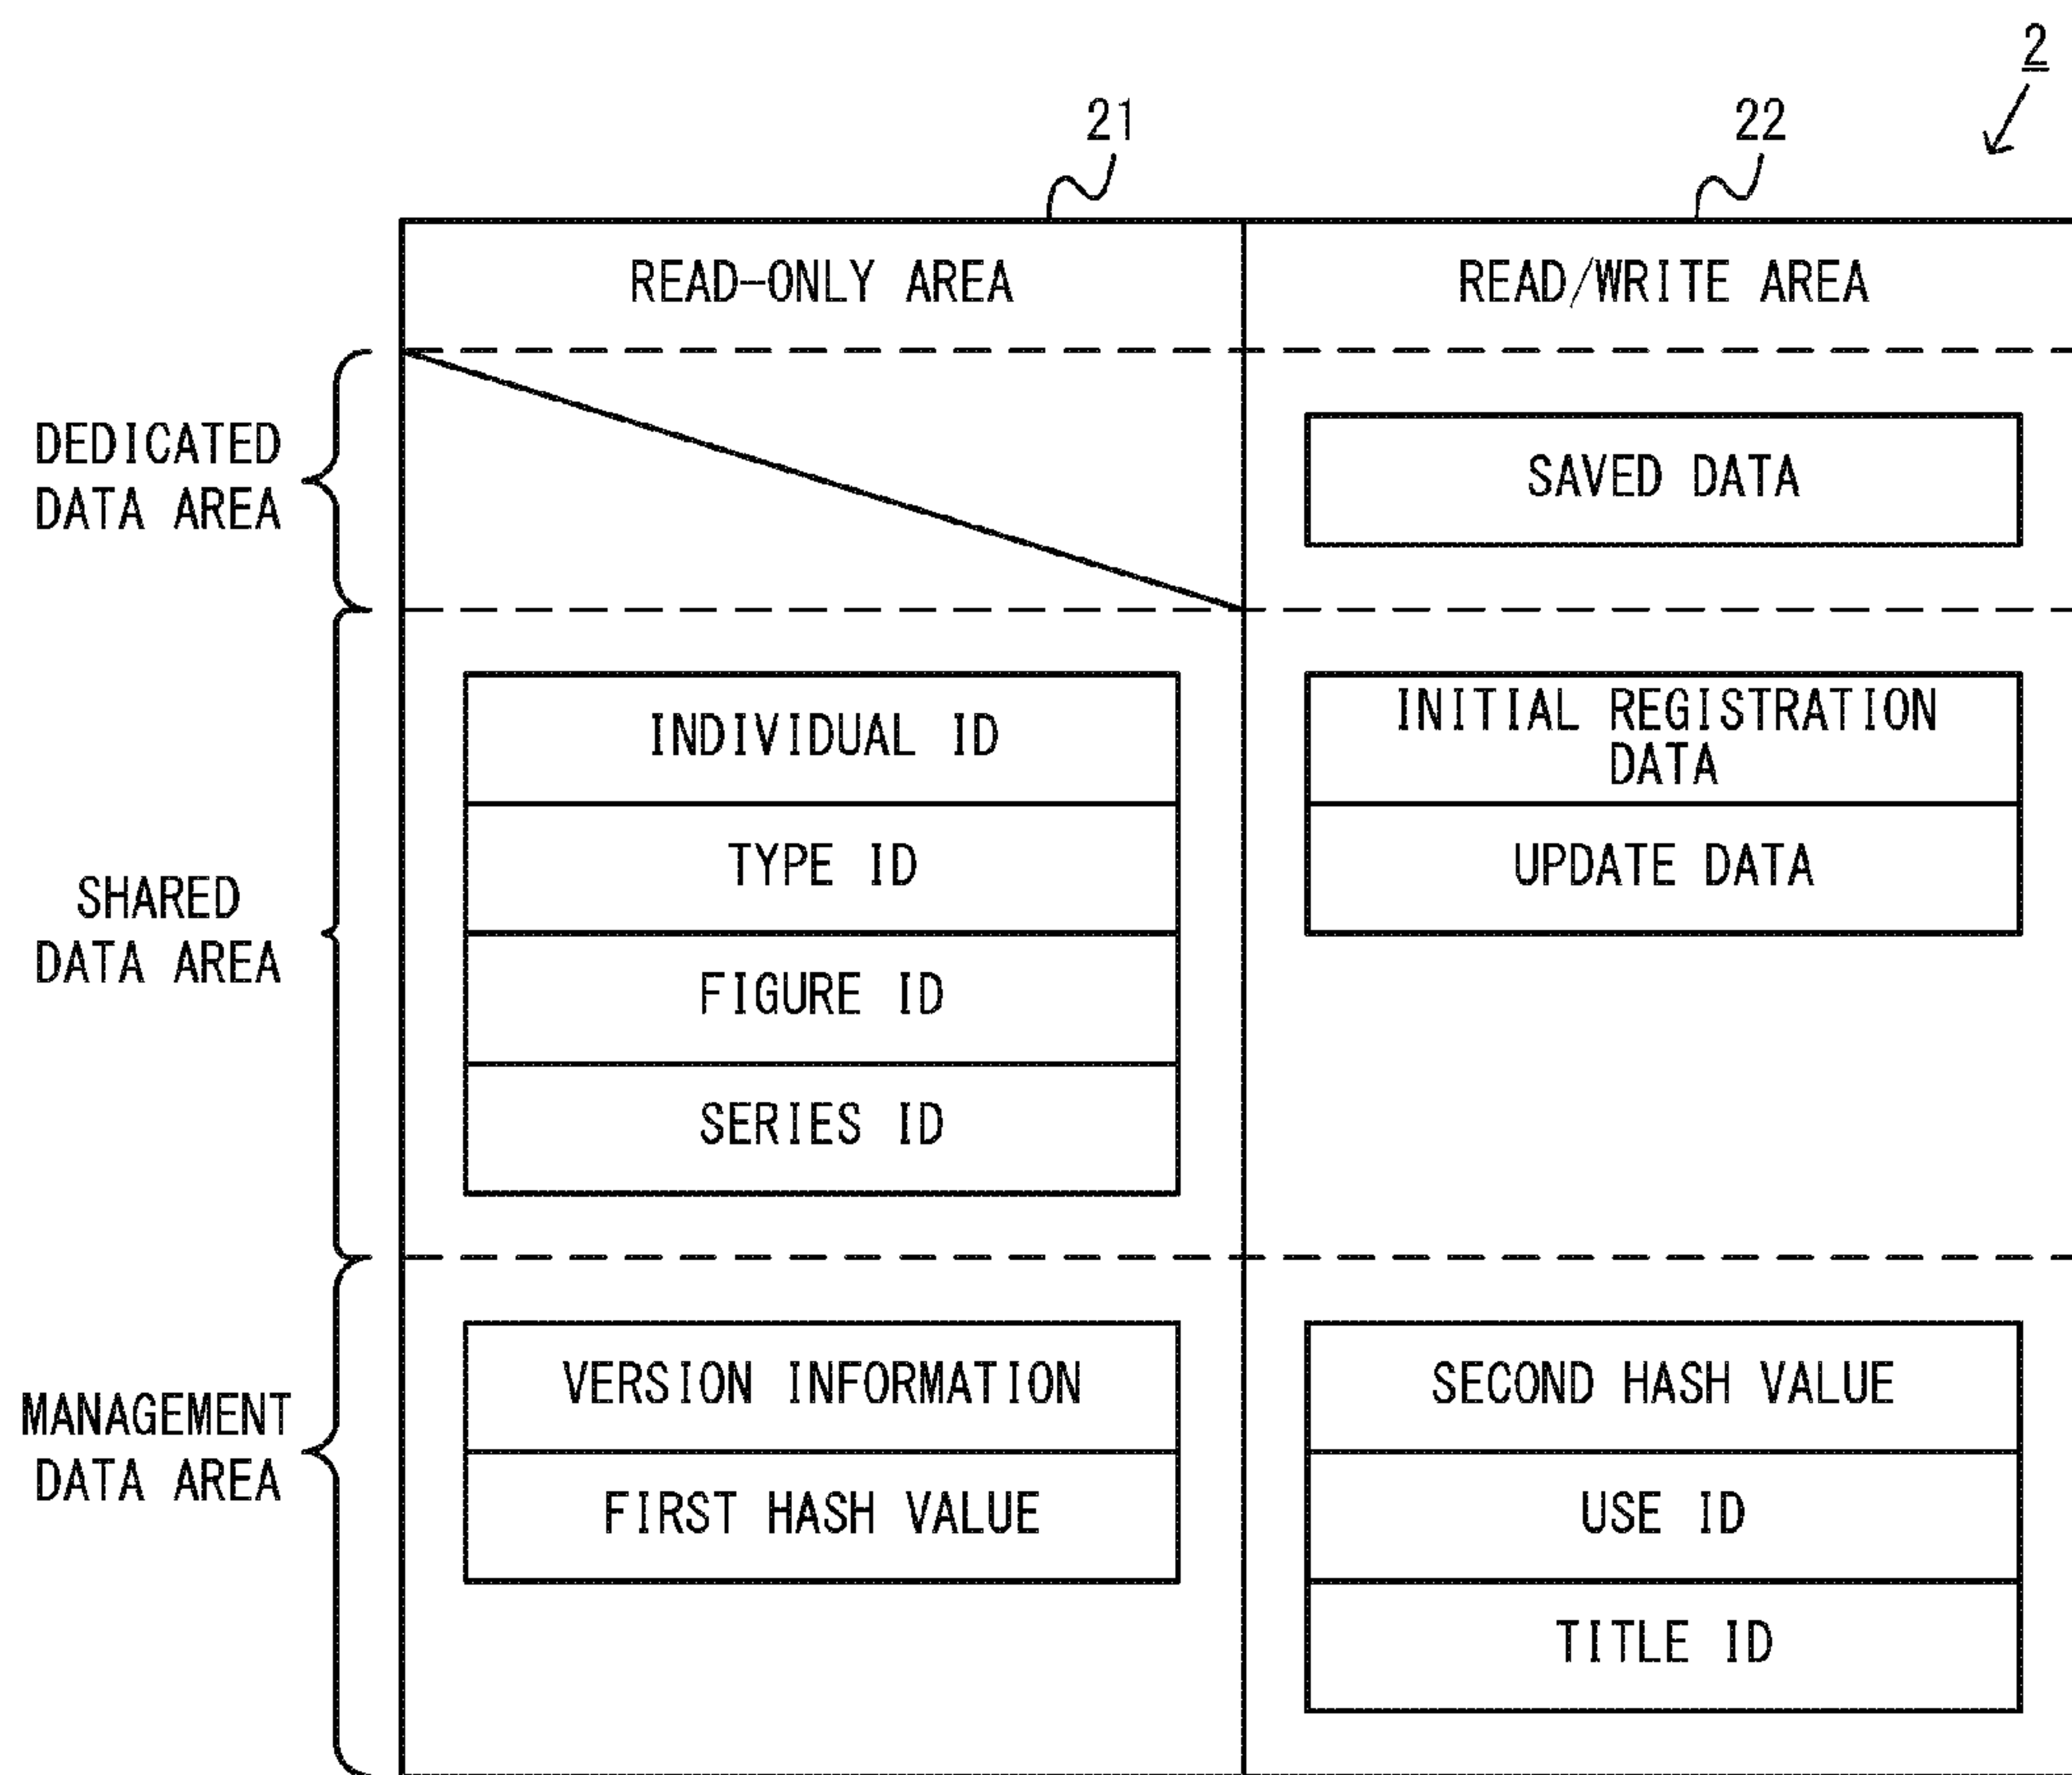 2
21
22
READ-ONLY AREA
READ/WRITE AREA
DEDICATED
DATA AREA
SAVED DATA
SHARED
DATA AREA
INDIVIDUAL ID
TYPE ID
FIGURE ID
SERIES ID
INITIAL REGISTRATION
DATA
UPDATE DATA
MANAGEMENT
DATA AREA
VERSION INFORMATION
FIRST HASH VALUE
SECOND HASH VALUE
USE ID
TITLE ID